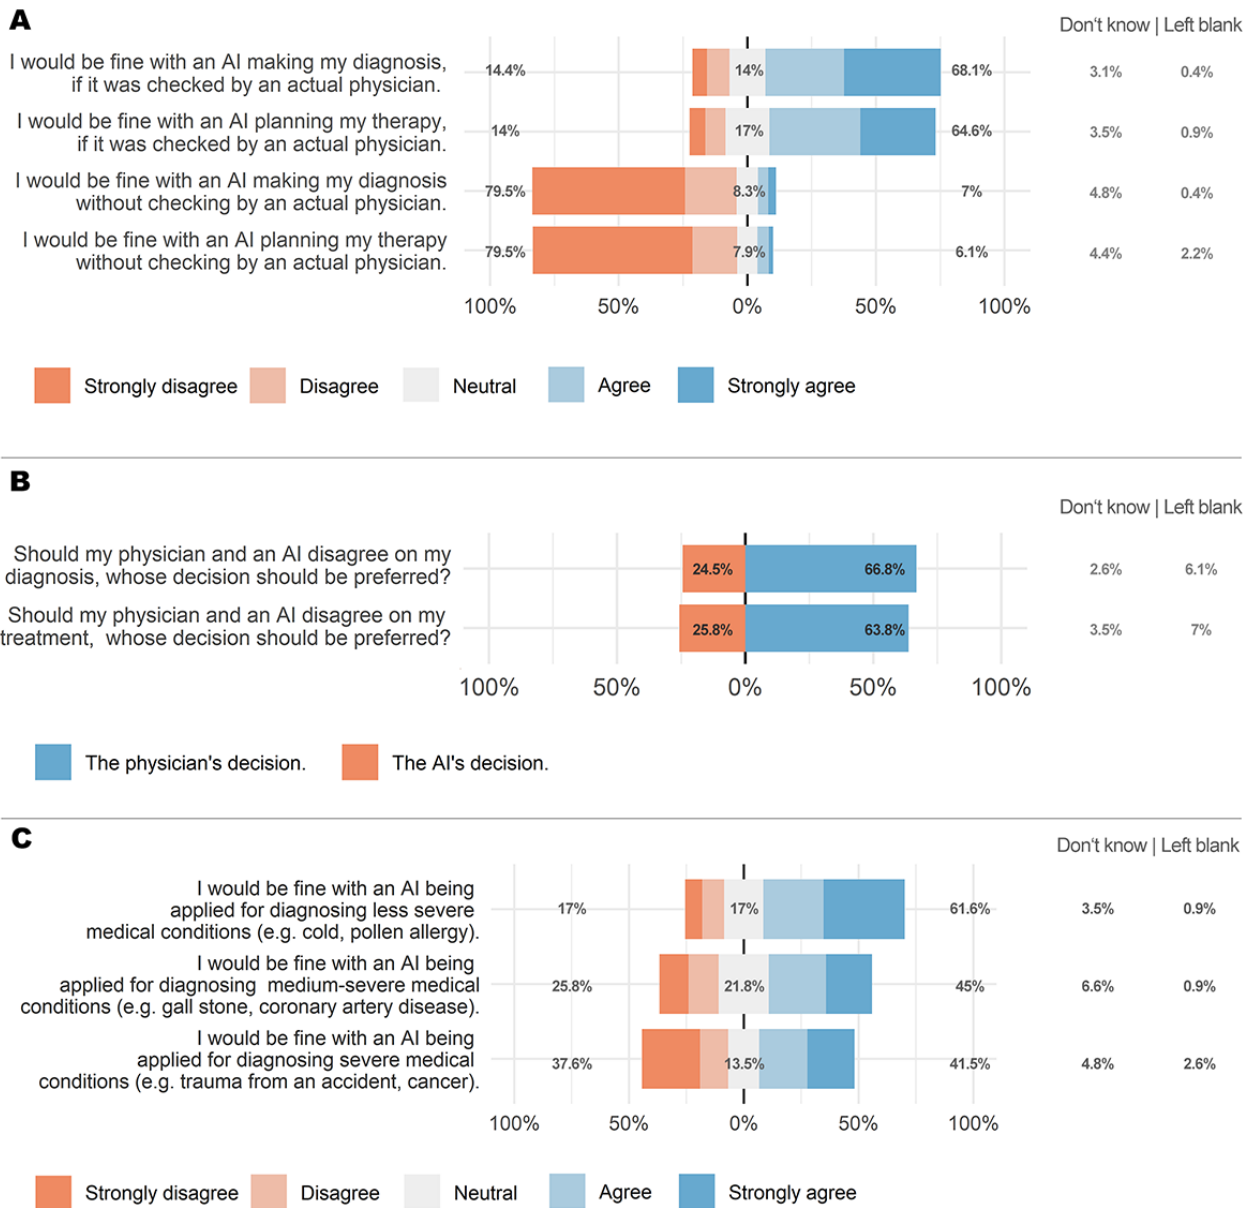 A
Don't know | Left blank
I would be fine with an AI making my diagnosis,
if it was checked by an actual physician.
14.4% 14% 68.1% 3.1% 0.4%
I would be fine with an AI planning my therapy,
if it was checked by an actual physician.
14% 17% 64.6% 3.5% 0.9%
I would be fine with an AI making my diagnosis
without checking by an actual physician.
79.5% 8.3% 7% 4.8% 0.4%
I would be fine with an AI planning my therapy
without checking by an actual physician.
79.5% 7.9% 6.1% 4.4% 2.2%
100% 50% 0% 50% 100%
Strongly disagree Disagree Neutral Agree Strongly agree
B
Don't know | Left blank
Should my physician and an AI disagree on my
diagnosis, whose decision should be preferred?
24.5% 66.8% 2.6% 6.1%
Should my physician and an AI disagree on my
treatment, whose decision should be preferred?
25.8% 63.8% 3.5% 7%
100% 50% 0% 50% 100%
The physician's decision. The AI's decision.
C
Don't know | Left blank
I would be fine with an AI being
applied for diagnosing less severe
medical conditions (e.g. cold, pollen allergy).
17% 17% 61.6% 3.5% 0.9%
I would be fine with an AI being
applied for diagnosing medium-severe medical
conditions (e.g. gall stone, coronary artery disease).
25.8% 21.8% 45% 6.6% 0.9%
I would be fine with an AI being
applied for diagnosing severe medical
conditions (e.g. trauma from an accident, cancer).
37.6% 13.5% 41.5% 4.8% 2.6%
100% 50% 0% 50% 100%
Strongly disagree Disagree Neutral Agree Strongly agree